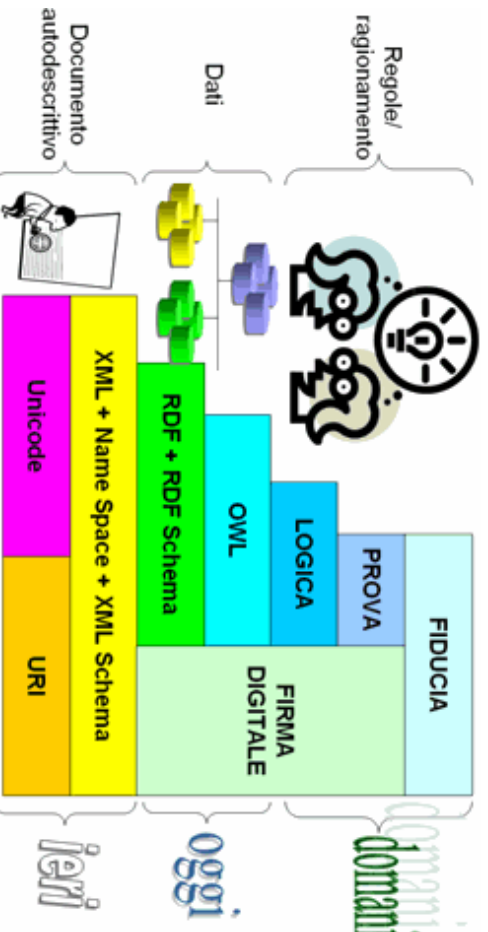 FIDUCIA
Regole/
ragionamento
PROVA
domani
LOGICA
FIRMA
DIGITALE
OWL
Dati
oggi
RDF + RDF Schema
XML + Name Space + XML Schema
Documento
autodescrittivo
ieri
Unicode
URI